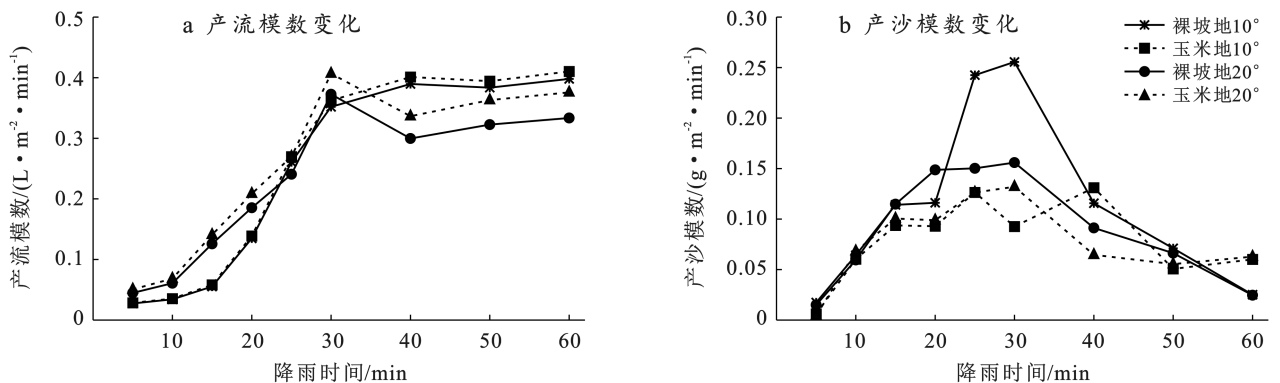 a 产流模数变化
产流模数/(L·m⁻²·min⁻¹)
0.5
0.4
0.3
0.2
0.1
0
10 20 30 40 50 60
降雨时间/min
b 产沙模数变化
产沙模数/(g·m⁻²·min⁻¹)
0.30
0.25
0.20
0.15
0.10
0.05
0
10 20 30 40 50 60
降雨时间/min
裸坡地10°
玉米地10°
裸坡地20°
玉米地20°